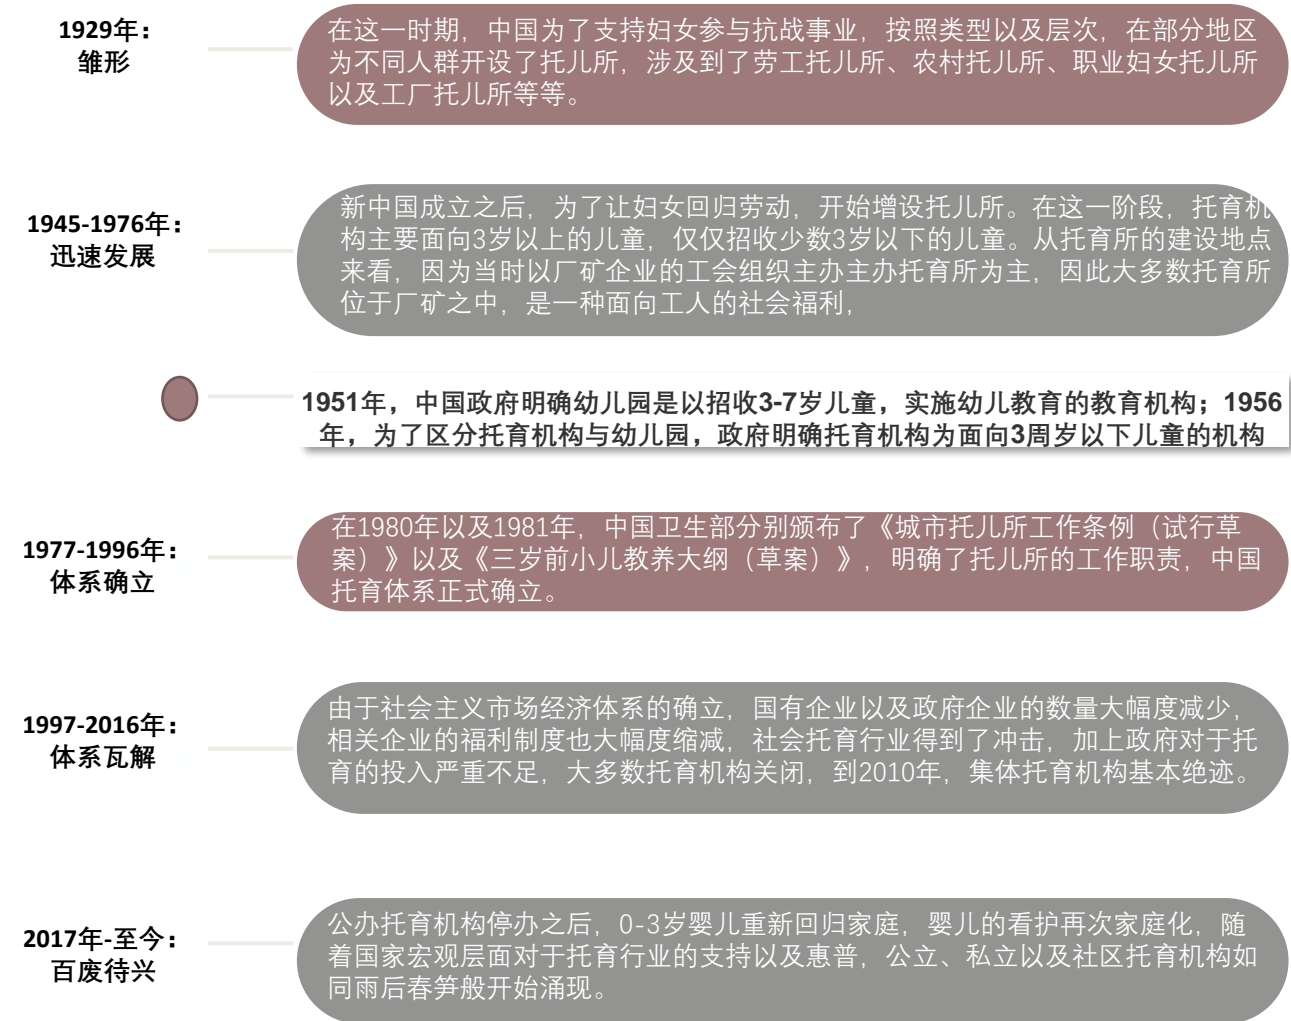 1929年：
雏形
在这一时期，中国为了支持妇女参与抗战事业，按照类型以及层次，在部分地区
为不同人群开设了托儿所，涉及到了劳工托儿所、农村托儿所、职业妇女托儿所
以及工厂托儿所等等。
1945-1976年：
迅速发展
新中国成立之后，为了让妇女回归劳动，开始增设托儿所。在这一阶段，托育机
构主要面向3岁以上的儿童，仅仅招收少数3岁以下的儿童。从托育所的建设地点
来看，因为当时以厂矿企业的工会组织主办主办托育所为主，因此大多数托育所
位于厂矿之中，是一种面向工人的社会福利，
1951年，中国政府明确幼儿园是以招收3-7岁儿童，实施幼儿教育的教育机构；1956
年，为了区分托育机构与幼儿园，政府明确托育机构为面向3周岁以下儿童的机构
1977-1996年：
体系确立
在1980年以及1981年，中国卫生部分别颁布了《城市托儿所工作条例（试行草
案）》以及《三岁前小儿教养大纲（草案）》，明确了托儿所的工作职责，中国
托育体系正式确立。
1997-2016年：
体系瓦解
由于社会主义市场经济体系的确立，国有企业以及政府企业的数量大幅度减少，
相关企业的福利制度也大幅度缩减，社会托育行业得到了冲击，加上政府对于托
育的投入严重不足，大多数托育机构关闭，到2010年，集体托育机构基本绝迹。
2017年-至今：
百废待兴
公办托育机构停办之后，0-3岁婴儿重新回归家庭，婴儿的看护再次家庭化，随
着国家宏观层面对于托育行业的支持以及惠普，公立、私立以及社区托育机构如
同雨后春笋般开始涌现。